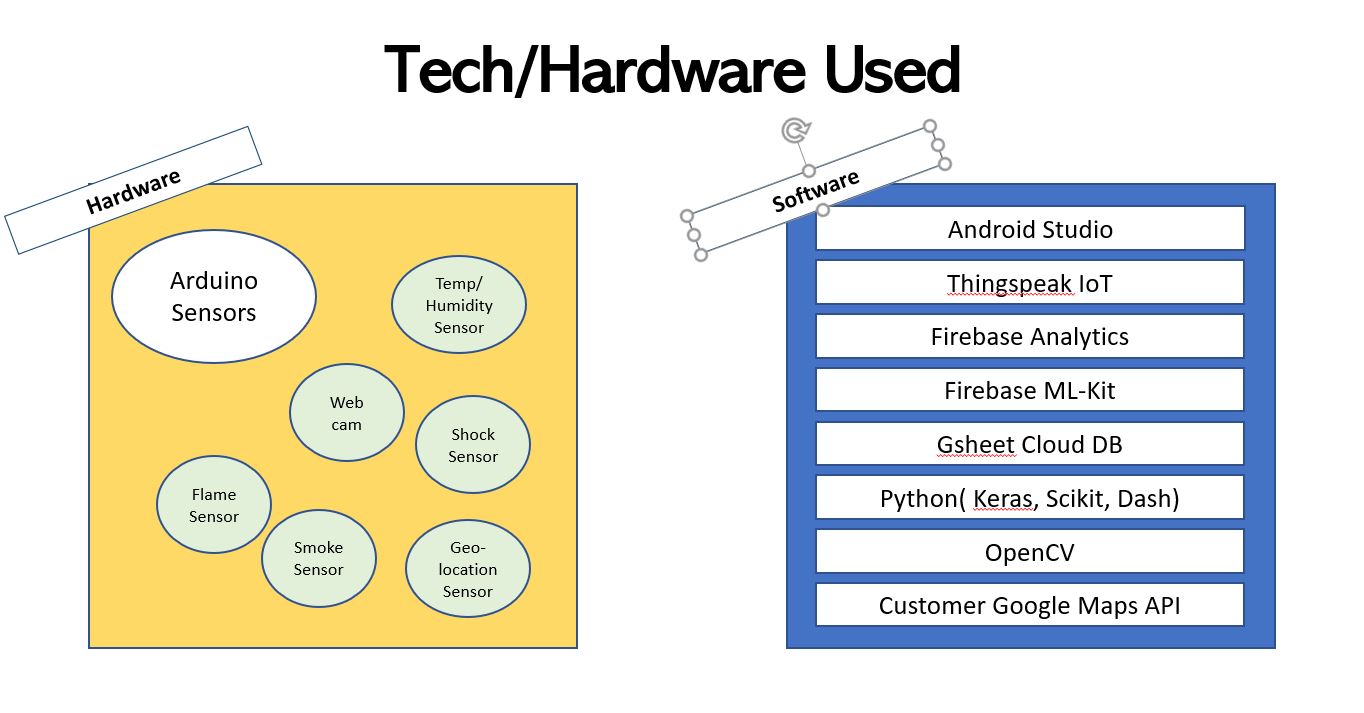 Tech/Hardware Used
Hardware
Arduino
Sensors
Temp/
Humidity
Sensor
Web
cam
Shock
Sensor
Flame
Sensor
Smoke
Sensor
Geo-
location
Sensor
Software
Android Studio
Thingspeak IoT
Firebase Analytics
Firebase ML-Kit
Gsheet Cloud DB
Python( Keras, Scikit, Dash)
OpenCV
Customer Google Maps API